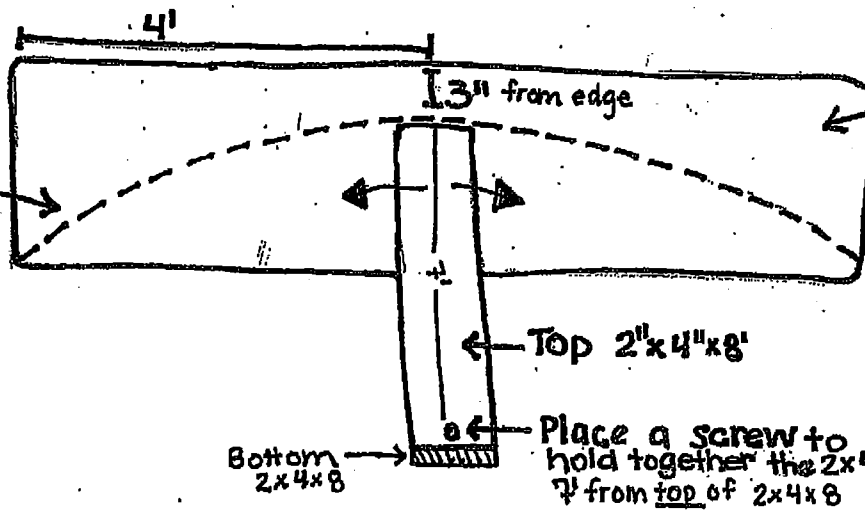 4'
3" from edge
Top 2"x4"x8'
Place a screw to
hold together the 2x4
7' from top of 2x4x8
Bottom
2x4x8